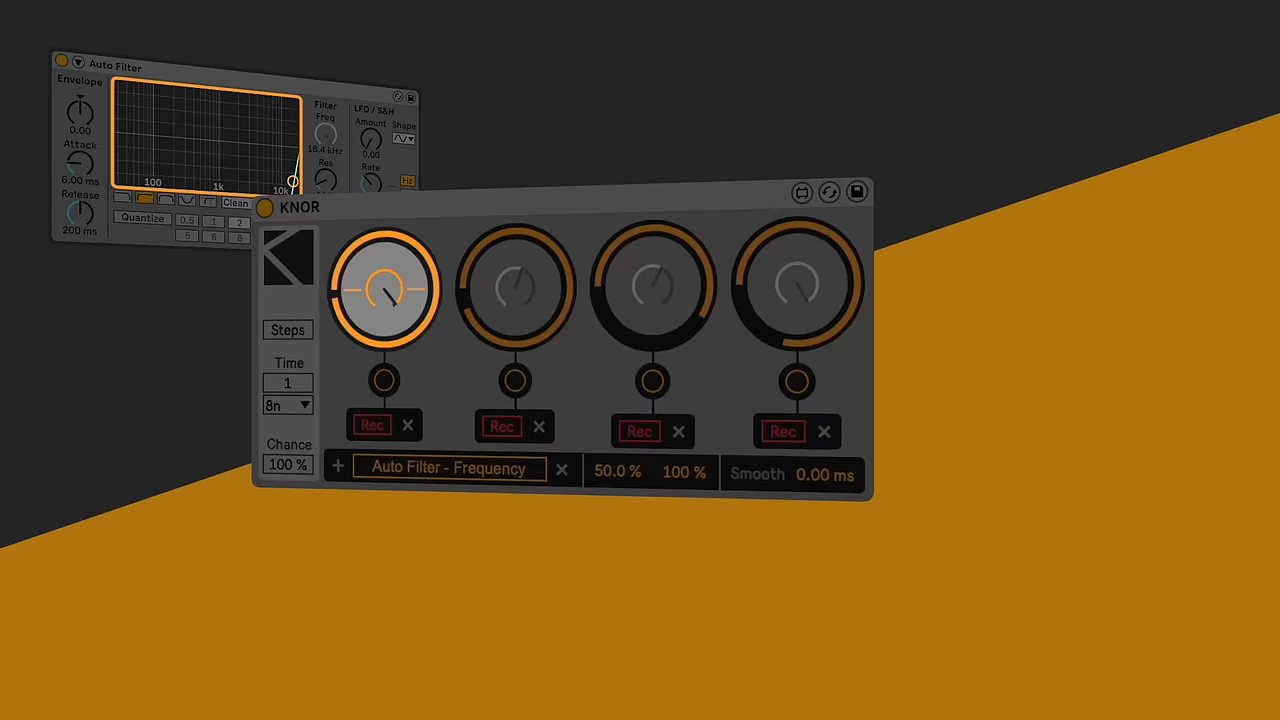 Auto Filter
Envelope
0.00
Attack
6.00 ms
Release
200 ms
100
1k
10k
Clean
Quantize
0.5
1
2
5
6
8
Filter
Freq
18.4 kHz
Res
LFO / S&H
Amount
0.00
Shape
Rate
Hz
KNOR
Steps
Time
1
8n
Chance
100 %
Rec
Rec
Rec
Rec
+ Auto Filter - Frequency
50.0 %
100 %
Smooth 0.00 ms